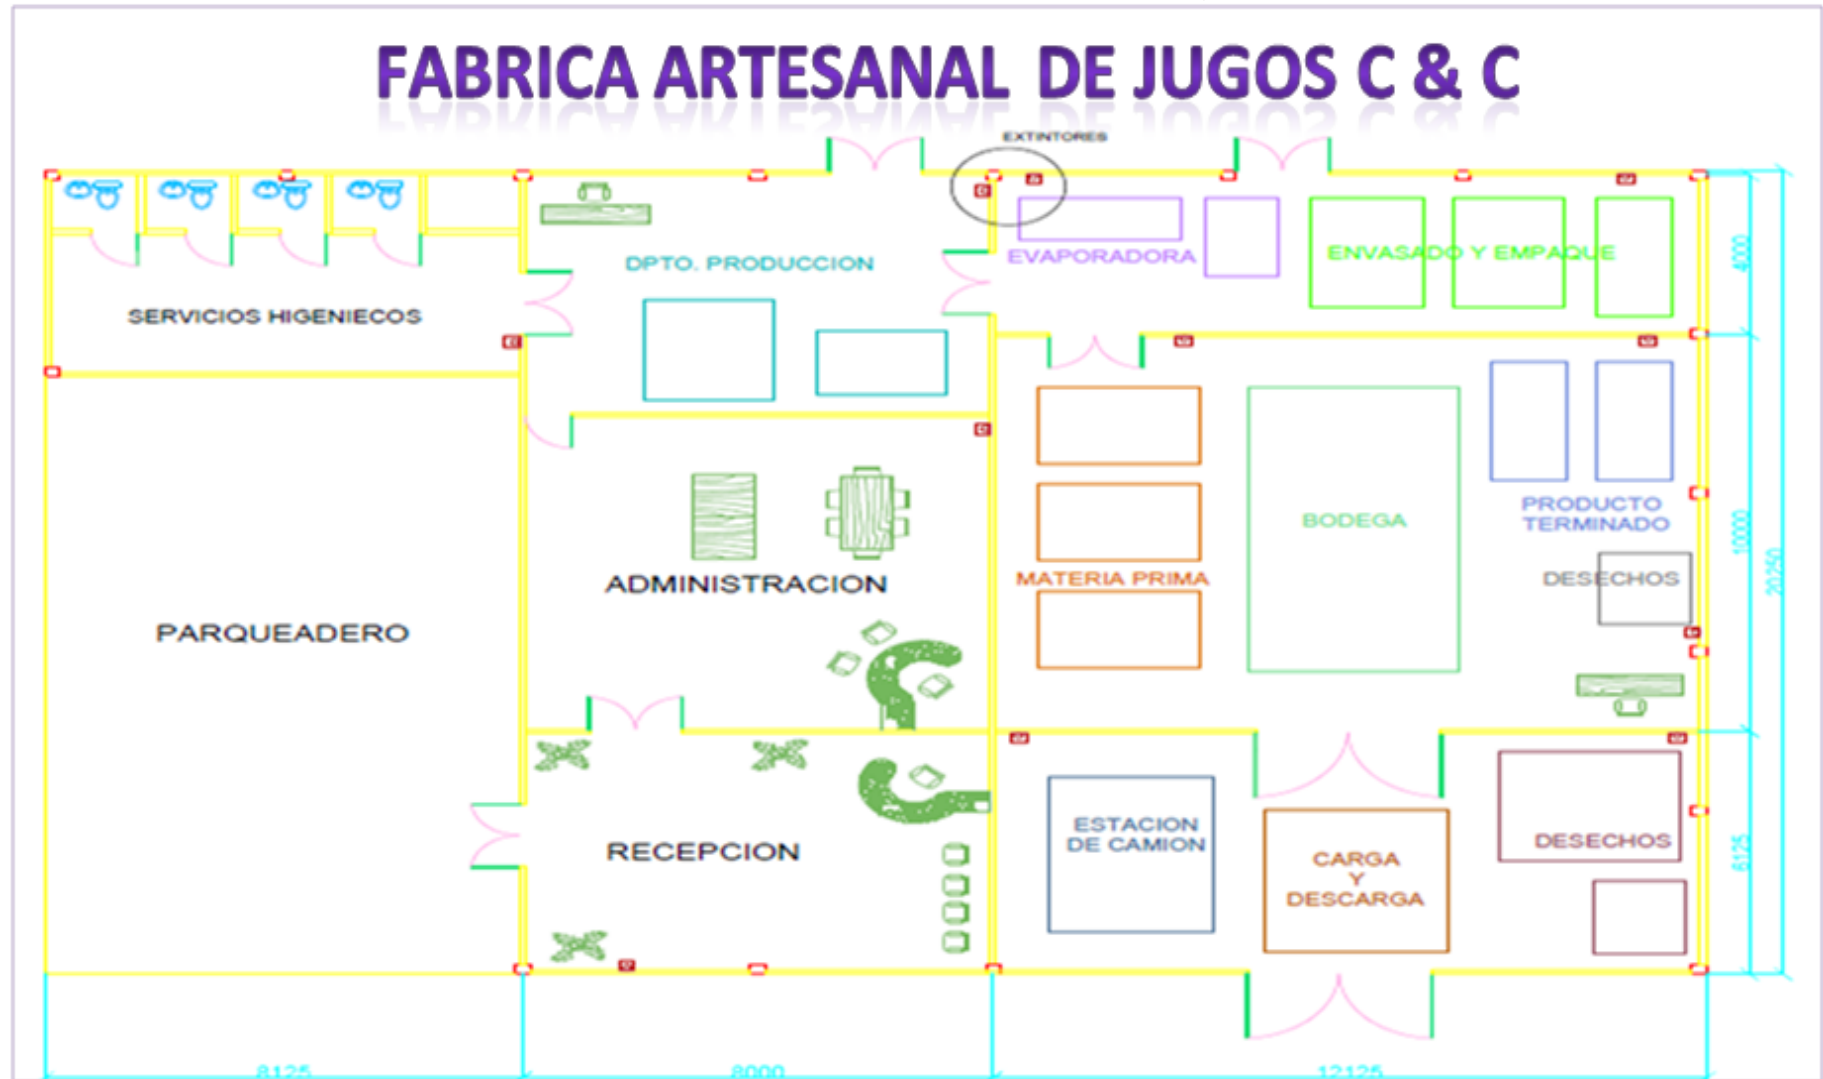 FABRICA ARTESANAL DE JUGOS C & C
EXTINTORES
DPTO. PRODUCCION
EVAPORADORA
ENVASADO Y EMPAQUE
4000
SERVICIOS HIGENIECOS
PRODUCTO
TERMINADO
BODEGA
10000
20250
MATERIA PRIMA
DESECHOS
ADMINISTRACION
PARQUEADERO
ESTACION
DE CAMION
DESECHOS
RECEPCION
CARGA
Y
DESCARGA
6125
8125
8000
12125